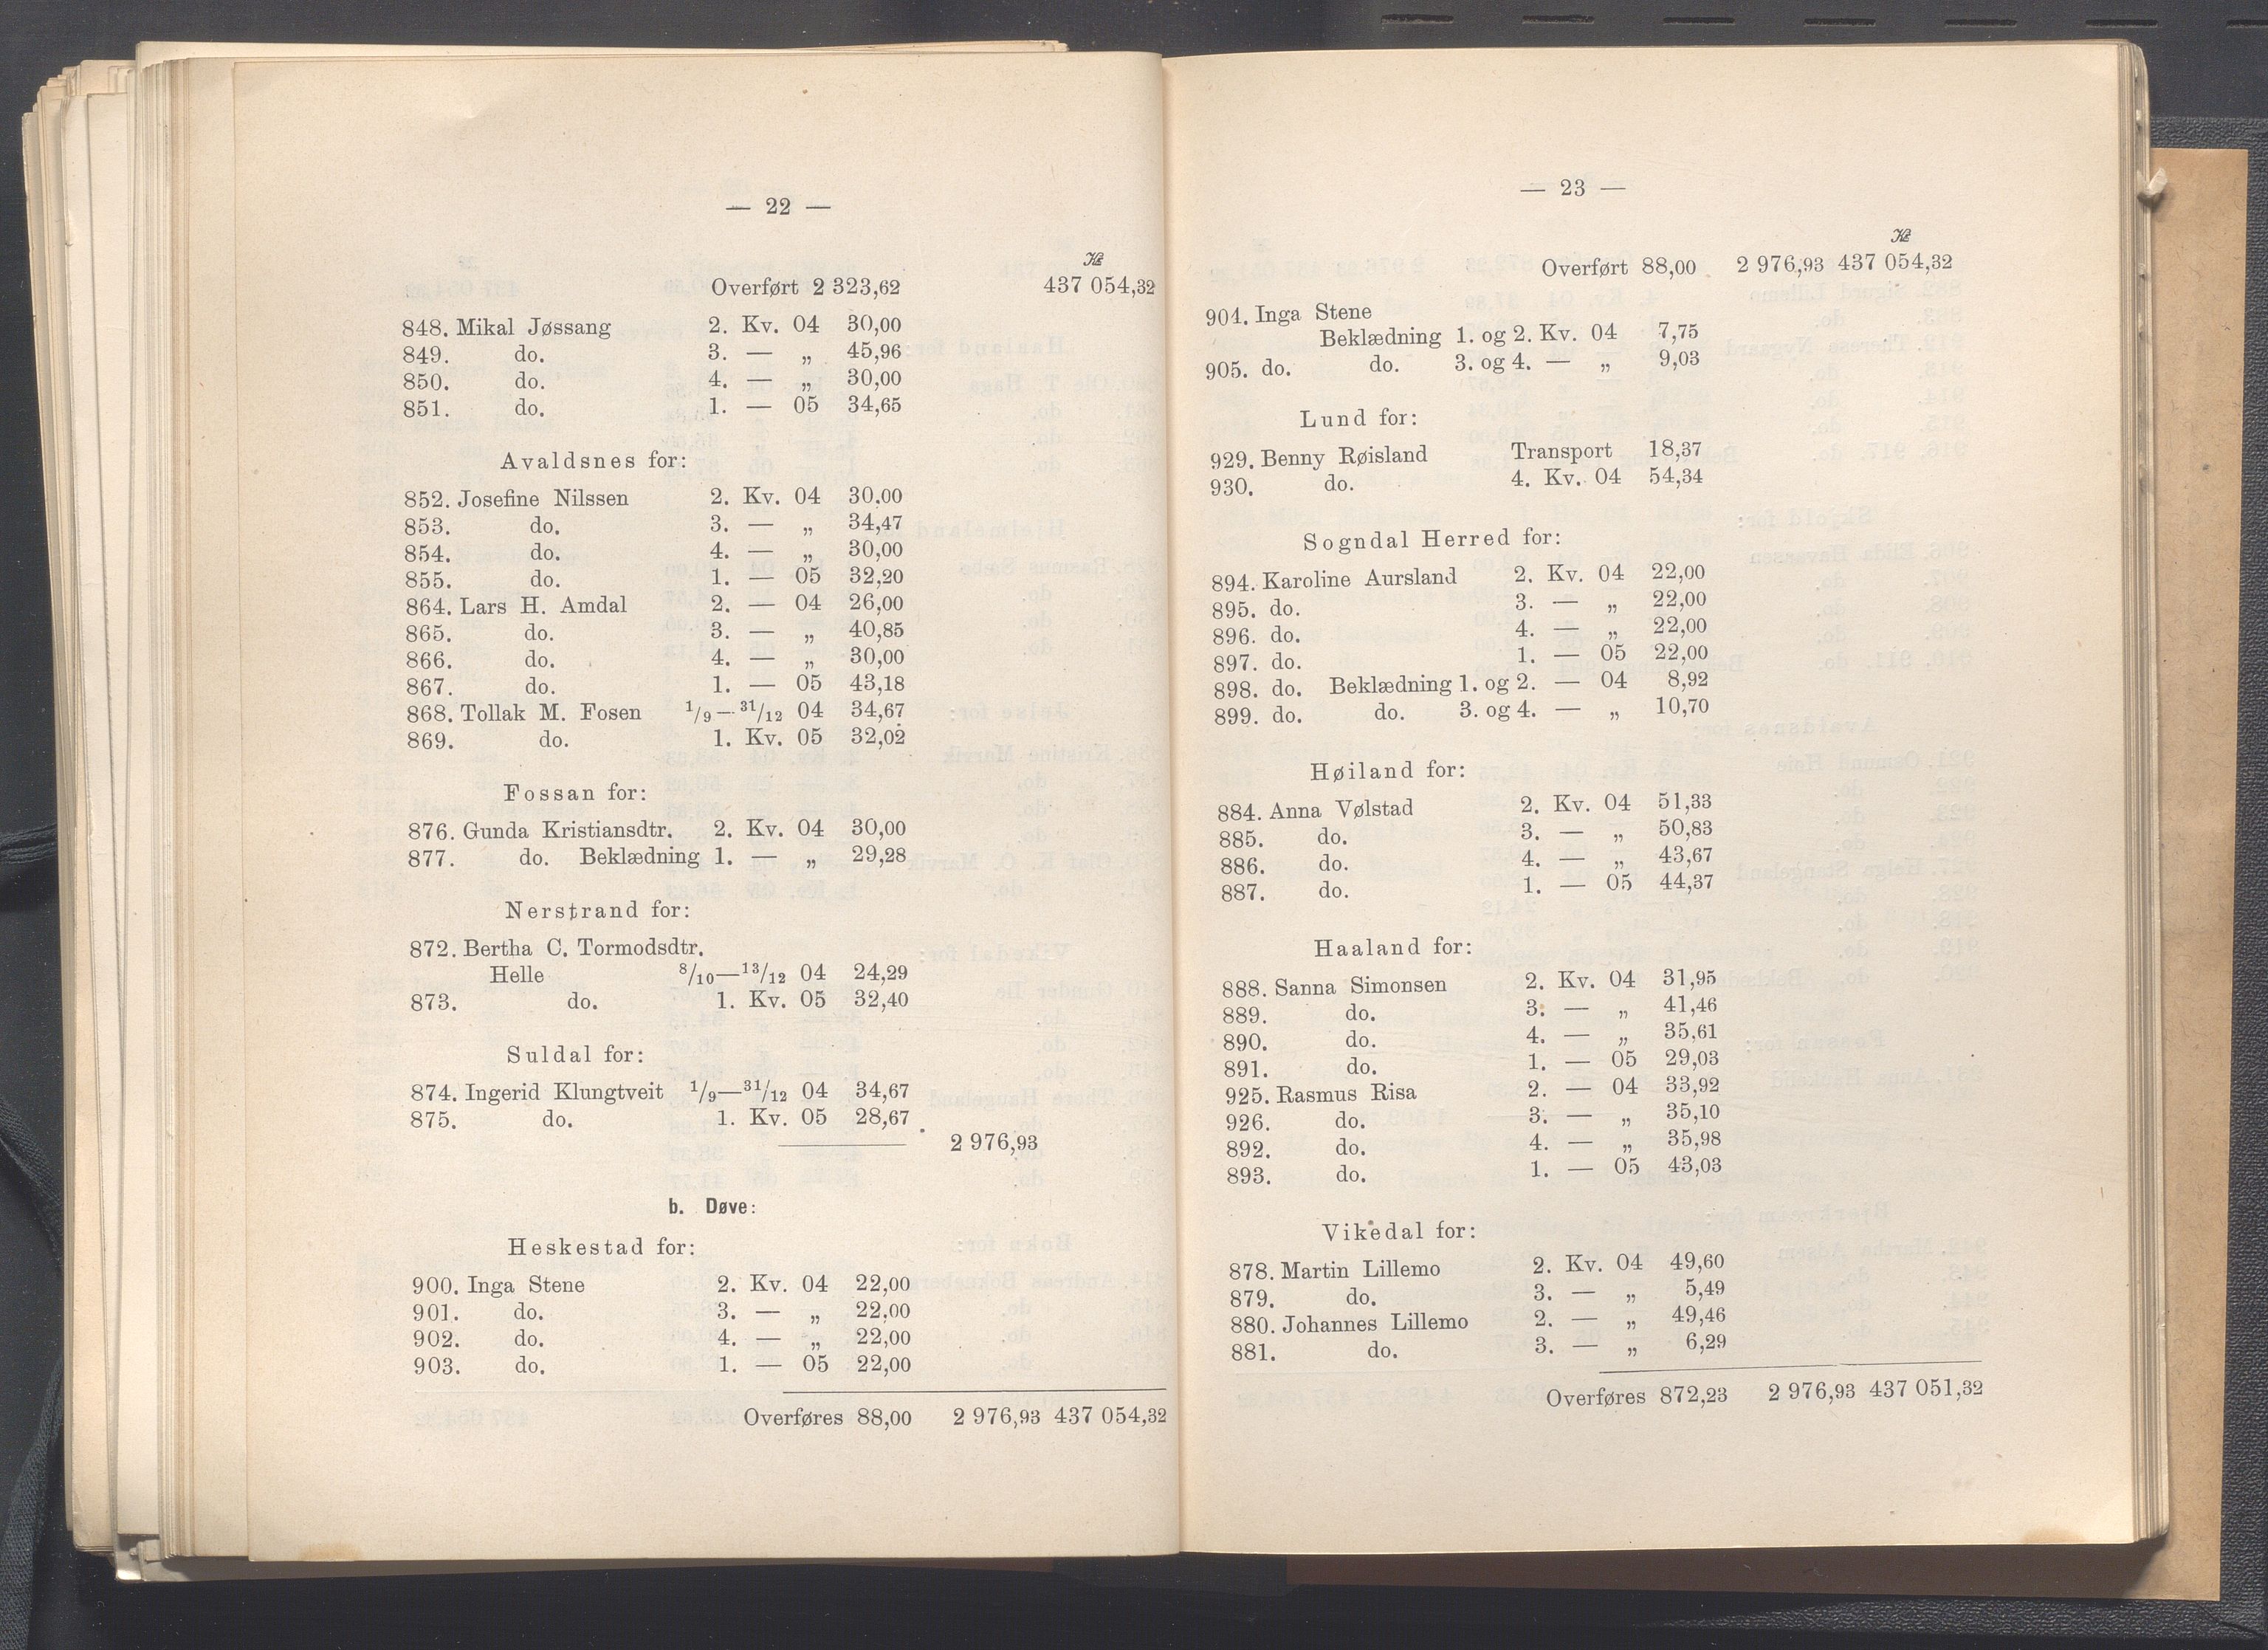 — 22 —
Kr.
Overført 2 323,62 437 054,32
848. Mikal Jøssang 2. Kv. 04 30,00
849. do. 3. — „ 45,96
850. do. 4. — „ 30,00
851. do. 1. — 05 34,65
Avaldsnes for:
852. Josefine Nilssen 2. Kv. 04 30,00
853. do. 3. — „ 34,47
854. do. 4. — „ 30,00
855. do. 1. — 05 32,20
864. Lars H. Amdal 2. — 04 26,00
865. do. 3. — „ 40,85
866. do. 4. — „ 30,00
867. do. 1. — 05 43,18
868. Tollak M. Fosen 1/9 — 31/12 04 34,67
869. do. 1. Kv. 05 32,02
Fossan for:
876. Gunda Kristiansdtr. 2. Kv. 04 30,00
877. do. Beklædning 1. — „ 29,28
Nerstrand for:
872. Bertha C. Tormodsdtr.
Helle 8/10—13/12 04 24,29
873. do. 1. Kv. 05 32,40
Suldal for:
874. Ingerid Klungtveit 1/9—31/12 04 34,67
875. do. 1. Kv. 05 28,67
2 976,93
b. Døve:
Heskestad for:
900. Inga Stene 2. Kv. 04 22,00
901. do. 3. — „ 22,00
902. do. 4. — „ 22,00
903. do. 1. — 05 22,00
Overføres 88,00 2 976,93 437 054,32
— 23 —
Kr.
Overført 88,00 2 976,93 437 054,32
904. Inga Stene
Beklædning 1. og 2. Kv. 04 7,75
905. do. do. 3. og 4. — „ 9,03
Lund for:
929. Benny Røisland Transport 18,37
930. do. 4. Kv. 04 54,34
Sogndal Herred for:
894. Karoline Aursland 2. Kv. 04 22,00
895. do. 3. — „ 22,00
896. do. 4. — „ 22,00
897. do. 1. — 05 22,00
898. do. Beklædning 1. og 2. — 04 8,92
899. do. do. 3. og 4. — „ 10,70
Høiland for:
884. Anna Vølstad 2. Kv. 04 51,33
885. do. 3. — „ 50,83
886. do. 4. — „ 43,67
887. do. 1. — 05 44,37
Haaland for:
888. Sanna Simonsen 2. Kv. 04 31,95
889. do. 3. — „ 41,46
890. do. 4. — „ 35,61
891. do. 1. — 05 29,03
925. Rasmus Risa 2. — 04 33,92
926. do. 3. — „ 35,10
892. do. 4. — „ 35,98
893. do. 1. — 05 43,03
Vikedal for:
878. Martin Lillemo 2. Kv. 04 49,60
879. do. 3. — „ 5,49
880. Johannes Lillemo 2. — „ 49,46
881. do. 3. — „ 6,29
Overføres 872,23 2 976,93 437 051,32